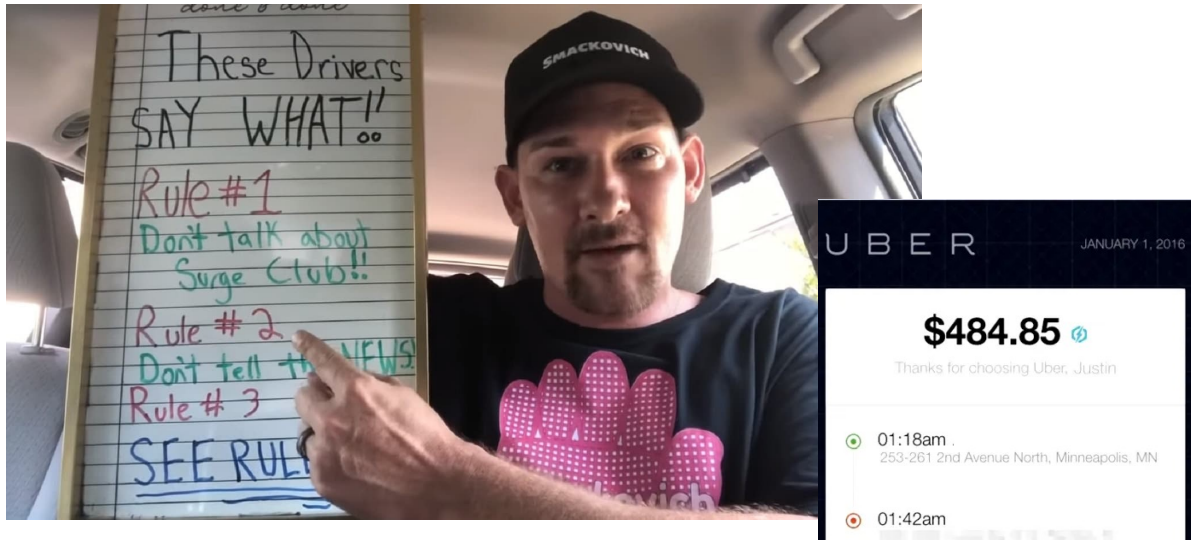 done & done
These Drivers
SAY WHAT!!
Rule #1
Don't talk about
Surge Club!!
Rule #2
Don't tell NEWS!
Rule #3
SEE
SMACKOVICH
UBER
JANUARY 1, 2016
$484.85
Thanks for choosing Uber, Justin
01:18am
253-261 2nd Avenue North, Minneapolis, MN
01:42am